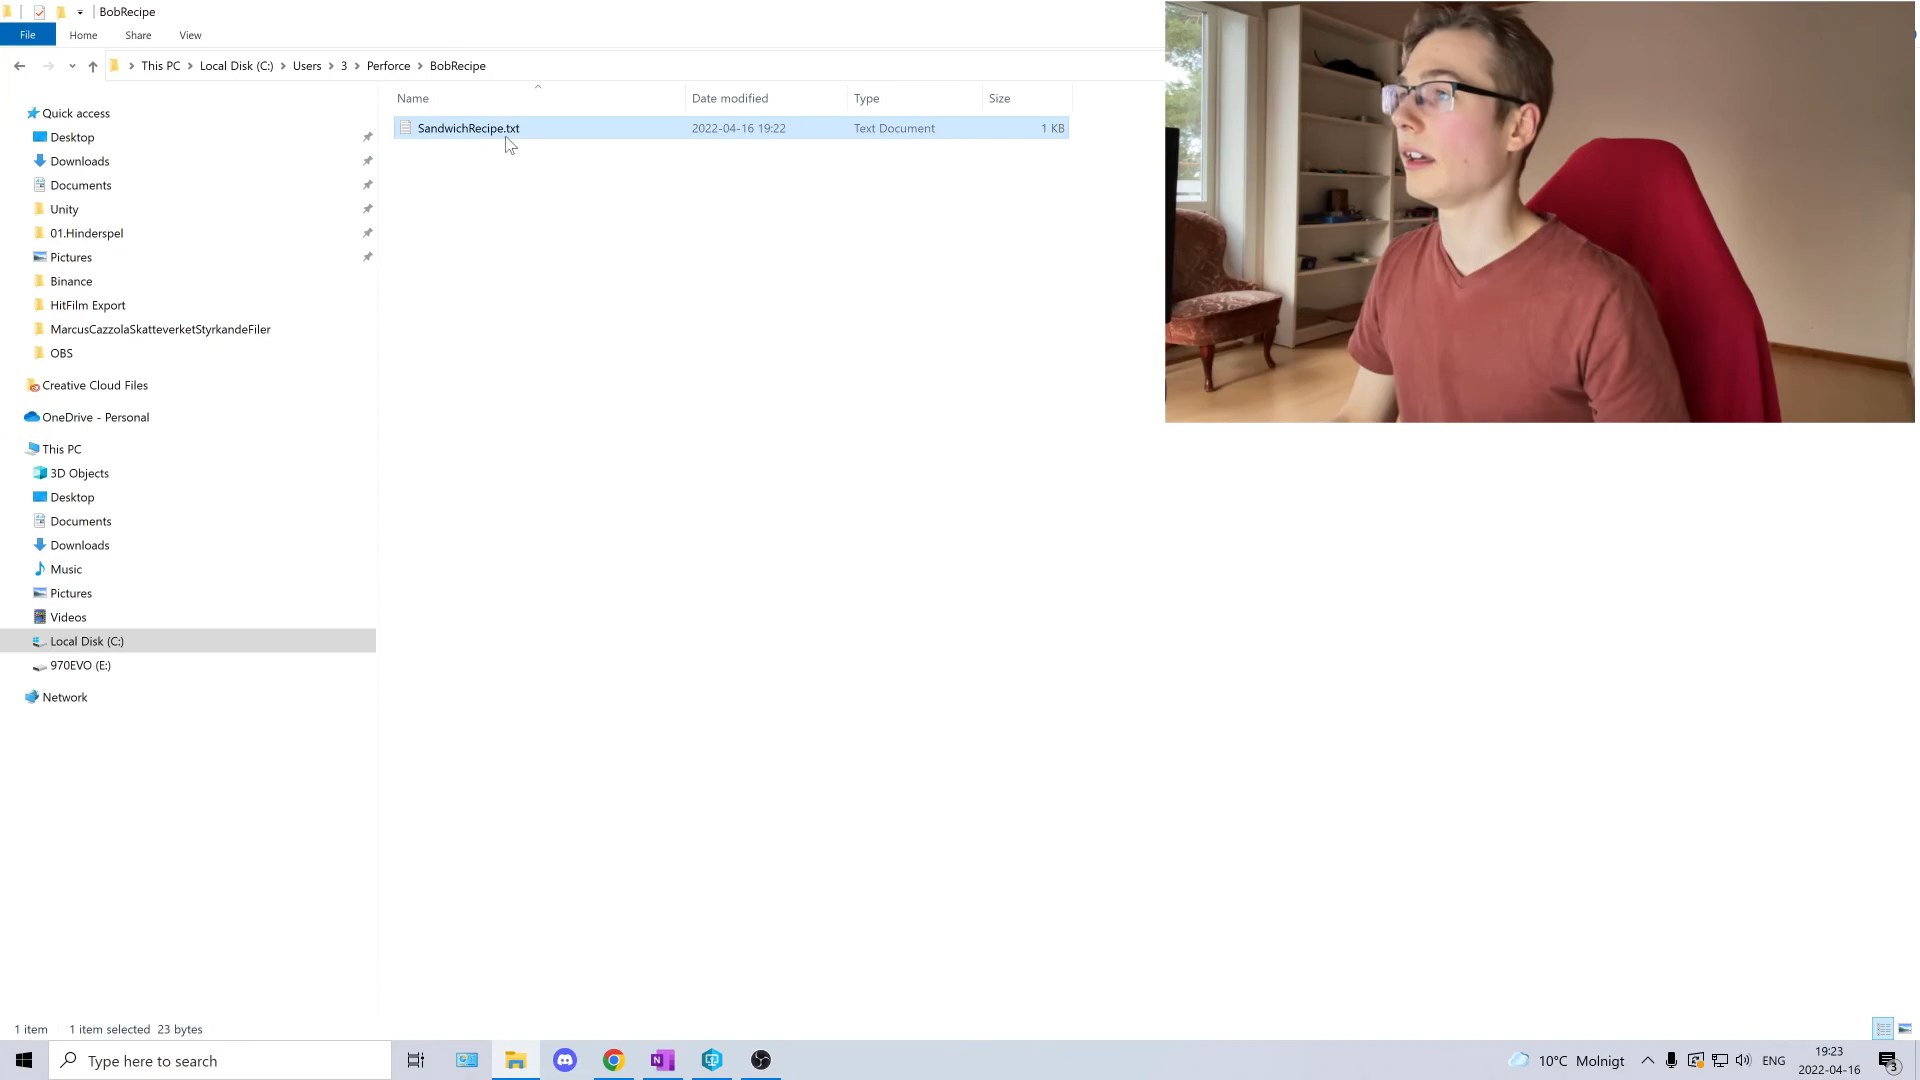 BobRecipe
File Home Share View
This PC Local Disk (C:) Users 3 Perforce BobRecipe
Name Date modified Type Size
SandwichRecipe.txt 2022-04-16 19:22 Text Document 1 KB
Quick access
Desktop
Downloads
Documents
Unity
01.Hinderspel
Pictures
Binance
HitFilm Export
MarcusCazzolaSkatteverketStyrkandeFiler
OBS
Creative Cloud Files
OneDrive - Personal
This PC
3D Objects
Desktop
Documents
Downloads
Music
Pictures
Videos
Local Disk (C:)
970EVO (E:)
Network
1 item 1 item selected 23 bytes
Type here to search
10°C Molnigt
ENG
19:23
2022-04-16
3